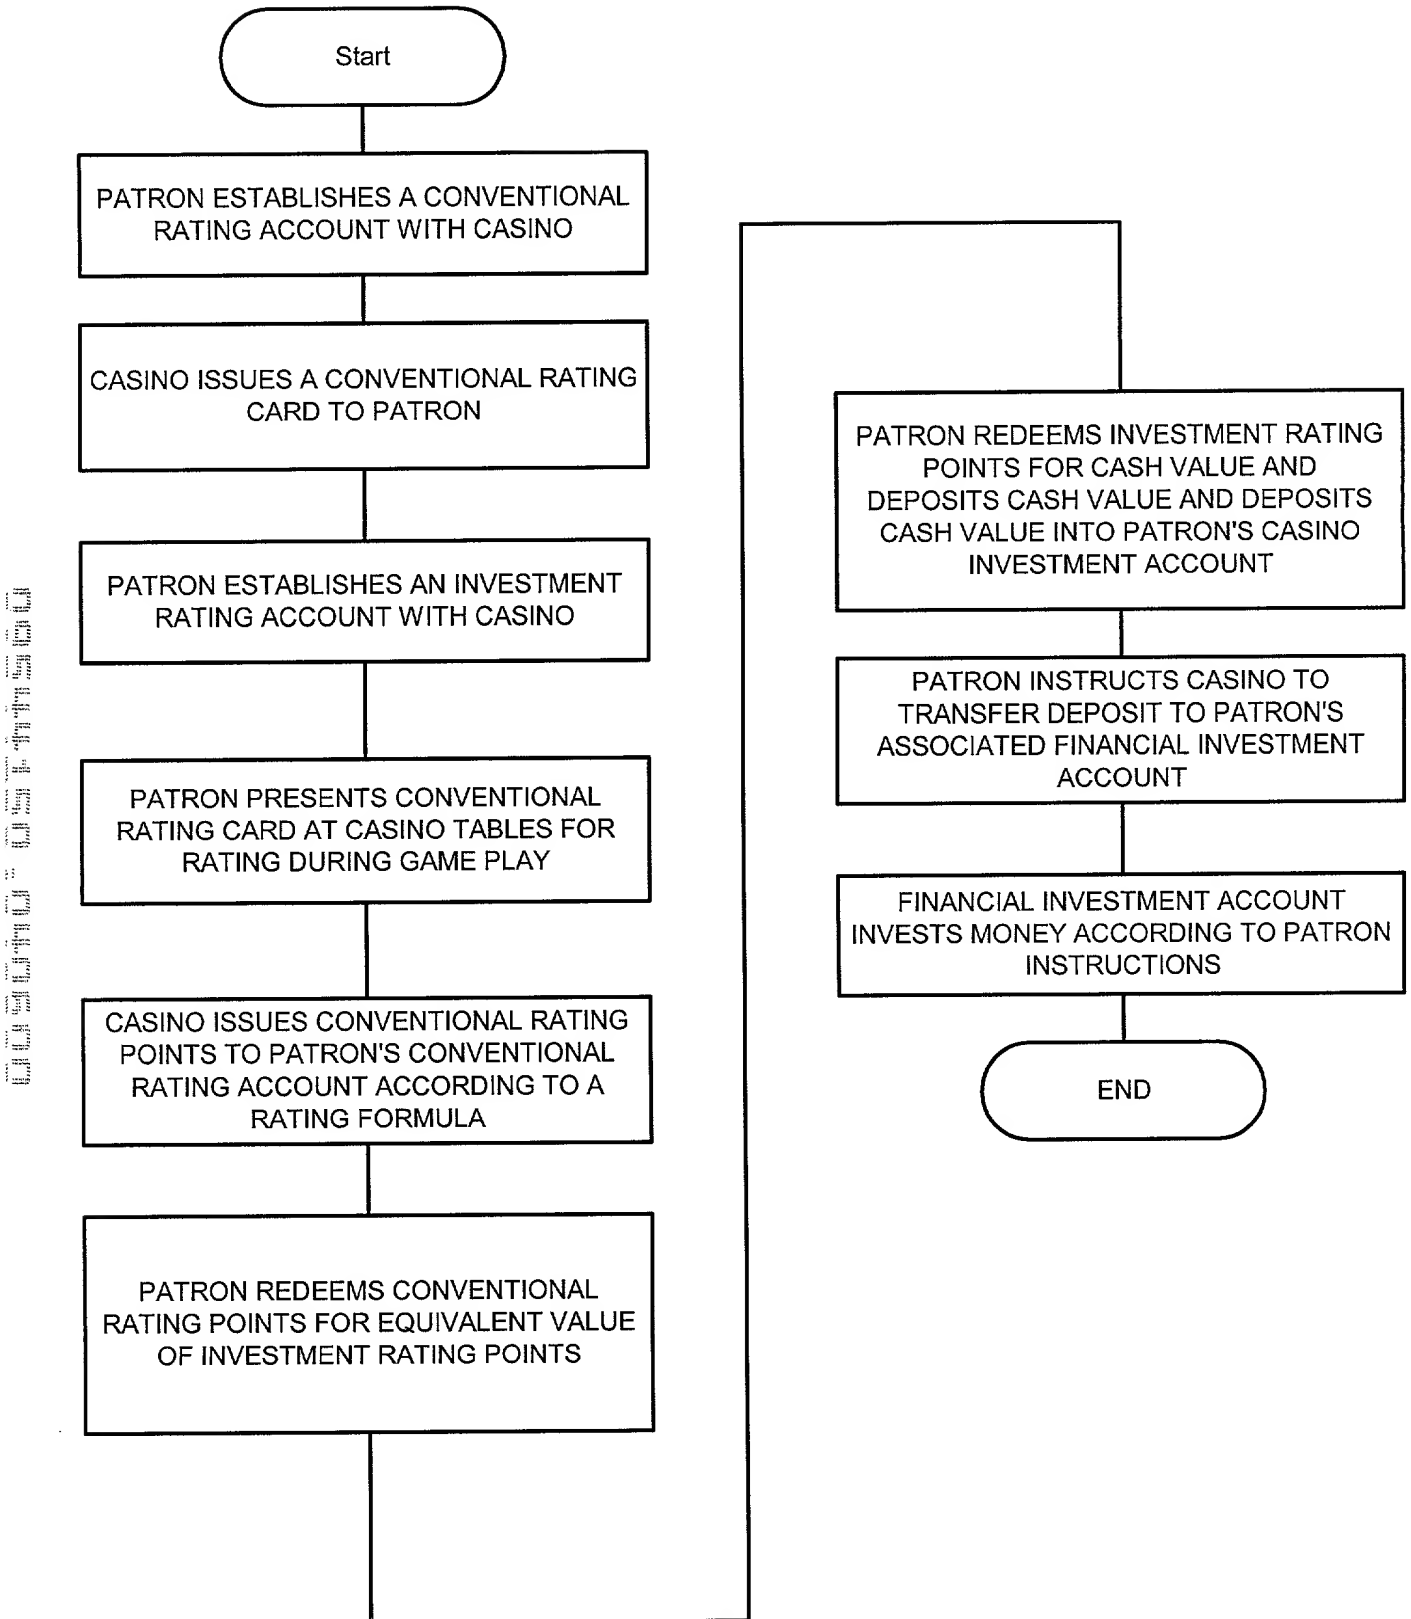 Start
PATRON ESTABLISHES A CONVENTIONAL
RATING ACCOUNT WITH CASINO
CASINO ISSUES A CONVENTIONAL RATING
CARD TO PATRON
PATRON ESTABLISHES AN INVESTMENT
RATING ACCOUNT WITH CASINO
PATRON PRESENTS CONVENTIONAL
RATING CARD AT CASINO TABLES FOR
RATING DURING GAME PLAY
CASINO ISSUES CONVENTIONAL RATING
POINTS TO PATRON'S CONVENTIONAL
RATING ACCOUNT ACCORDING TO A
RATING FORMULA
PATRON REDEEMS CONVENTIONAL
RATING POINTS FOR EQUIVALENT VALUE
OF INVESTMENT RATING POINTS
PATRON REDEEMS INVESTMENT RATING
POINTS FOR CASH VALUE AND
DEPOSITS CASH VALUE AND DEPOSITS
CASH VALUE INTO PATRON'S CASINO
INVESTMENT ACCOUNT
PATRON INSTRUCTS CASINO TO
TRANSFER DEPOSIT TO PATRON'S
ASSOCIATED FINANCIAL INVESTMENT
ACCOUNT
FINANCIAL INVESTMENT ACCOUNT
INVESTS MONEY ACCORDING TO PATRON
INSTRUCTIONS
END